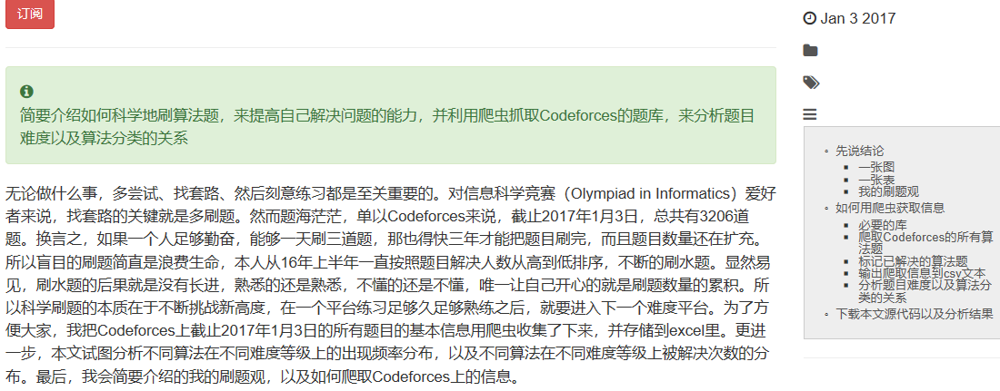 订阅
简要介绍如何科学地刷算法题，来提高自己解决问题的能力，并利用爬虫抓取Codeforces的题库，来分析题目
难度以及算法分类的关系
无论做什么事，多尝试、找套路、然后刻意练习都是至关重要的。对信息科学竞赛（Olympiad in Informatics）爱好
者来说，找套路的关键就是多刷题。然而题海茫茫，单以Codeforces来说，截止2017年1月3日，总共有3206道
题。换言之，如果一个人足够勤奋，能够一天刷三道题，那也得快三年才能把题目刷完，而且题目数量还在扩充。
所以盲目的刷题简直是浪费生命，本人从16年上半年一直按照题目解决人数从高到低排序，不断的刷水题。显然易
见，刷水题的后果就是没有长进，熟悉的还是熟悉，不懂的还是不懂，唯一让自己开心的就是刷题数量的累积。所
以科学刷题的本质在于不断挑战新高度，在一个平台练习足够久足够熟练之后，就要进入下一个难度平台。为了方
便大家，我把Codeforces上截止2017年1月3日的所有题目的基本信息用爬虫收集了下来，并存储到excel里。更进
一步，本文试图分析不同算法在不同难度等级上的出现频率分布，以及不同算法在不同难度等级上被解决次数的分
布。最后，我会简要介绍的我的刷题观，以及如何爬取Codeforces上的信息。
Jan 3 2017
先说结论
一张图
一张表
我的刷题观
如何用爬虫获取信息
必要的库
爬取Codeforces的所有算
法题
标记已解决的算法题
输出爬取信息到csv文本
分析题目难度以及算法分
类的关系
下载本文源代码以及分析结果